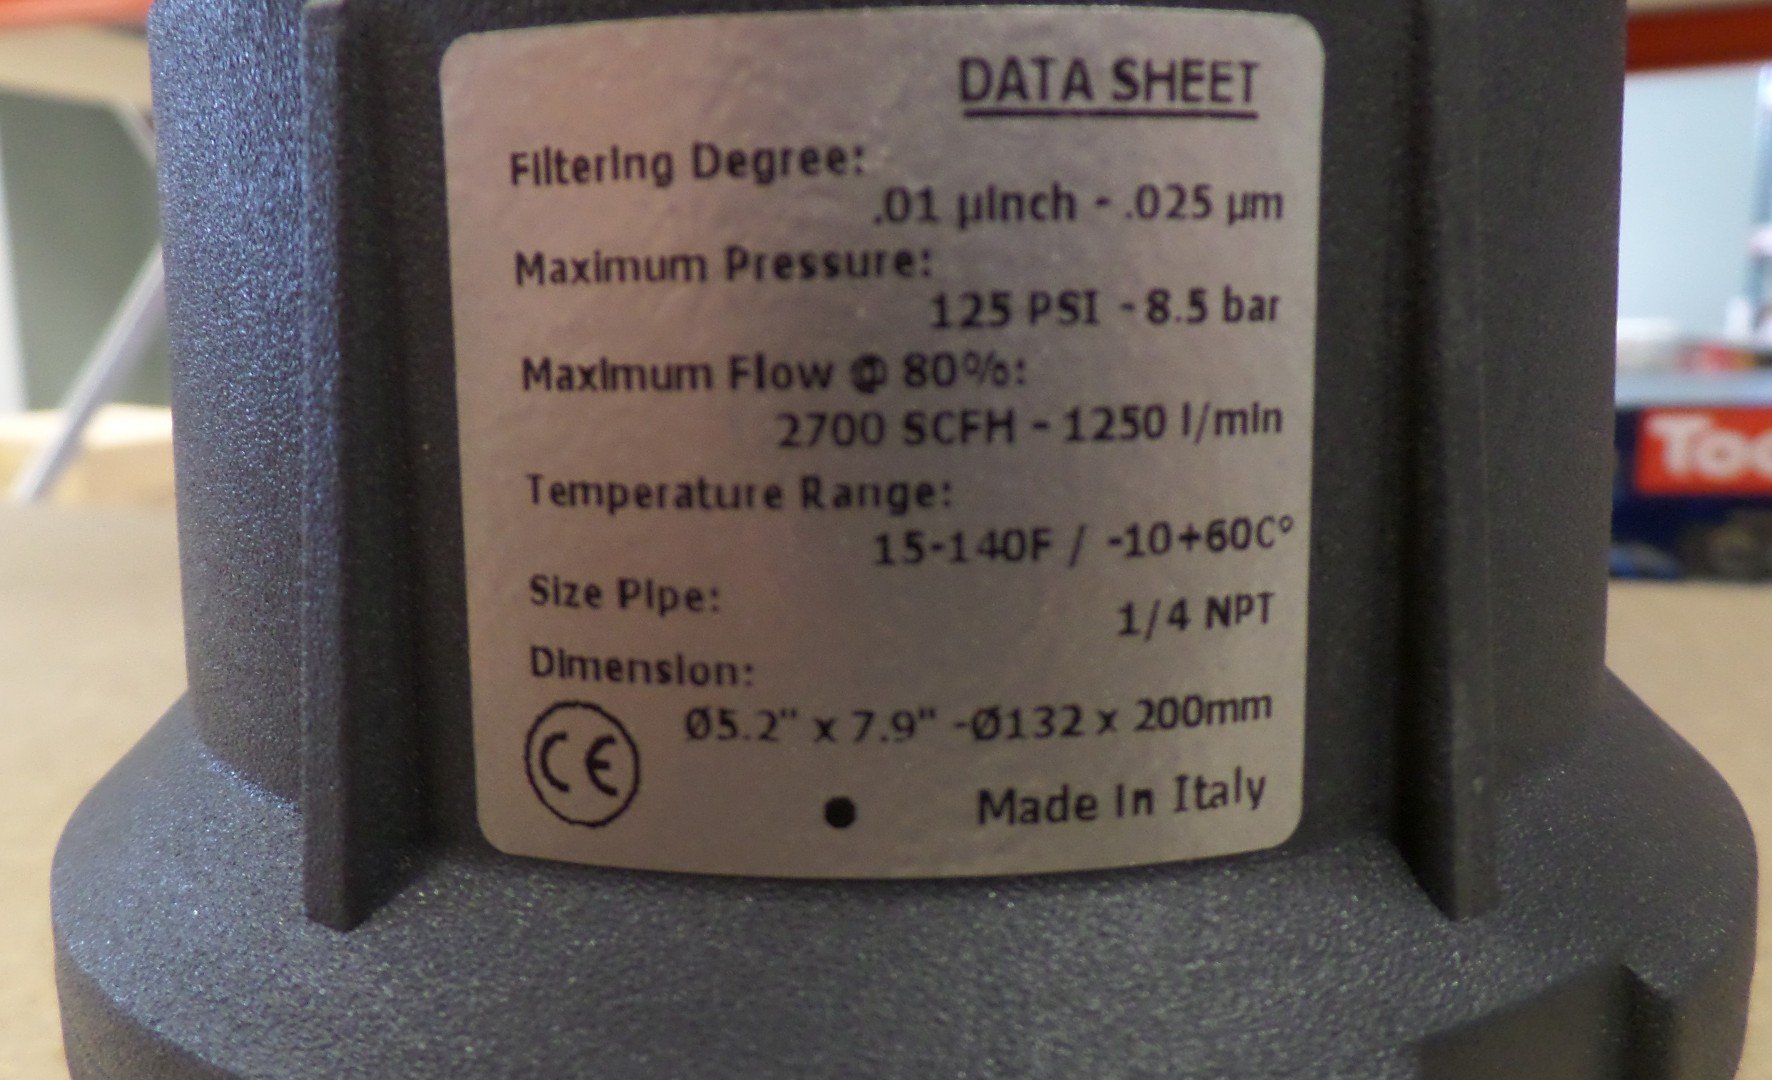 DATA SHEET
Filtering Degree:
.01 µinch - .025 µm
Maximum Pressure:
125 PSI - 8.5 bar
Maximum Flow @ 80%:
2700 SCFH - 1250 l/min
Temperature Range:
15-140F / -10+60C°
Size Pipe:
1/4 NPT
Dimension:
Ø5.2" x 7.9" -Ø132 x 200mm
CE
Made in Italy